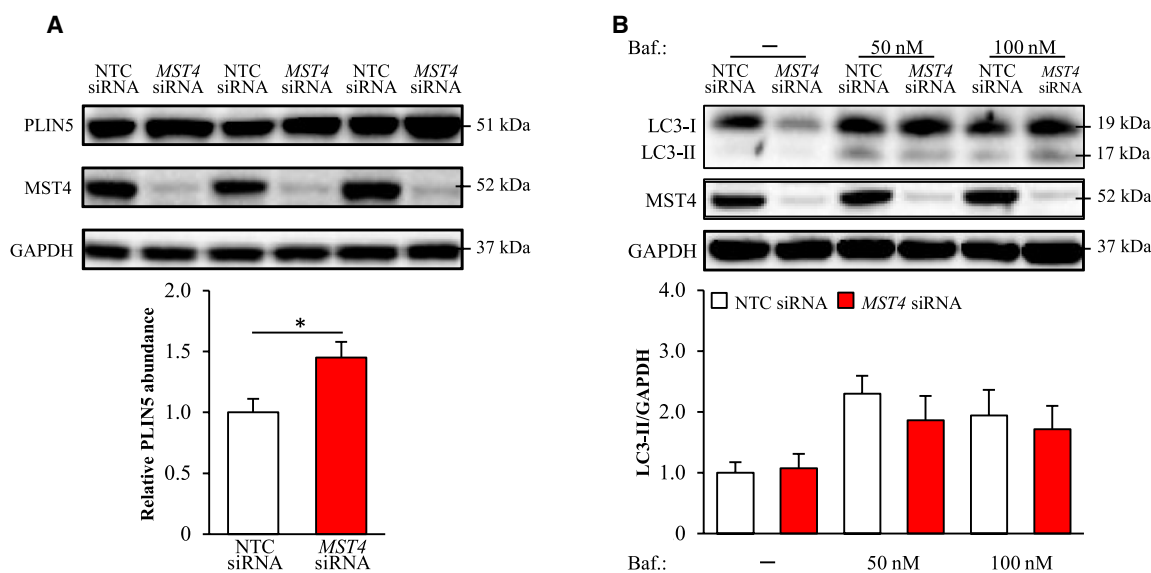 A
NTC siRNA
MST4 siRNA
NTC siRNA
MST4 siRNA
NTC siRNA
MST4 siRNA
PLIN5
51 kDa
MST4
52 kDa
GAPDH
37 kDa
2.0
1.5
1.0
0.5
0
Relative PLIN5 abundance
*
NTC siRNA
MST4 siRNA
B
Baf.: – 50 nM 100 nM
NTC siRNA
MST4 siRNA
NTC siRNA
MST4 siRNA
NTC siRNA
MST4 siRNA
LC3-I
19 kDa
LC3-II
17 kDa
MST4
52 kDa
GAPDH
37 kDa
NTC siRNA MST4 siRNA
4.0
3.0
2.0
1.0
0
LC3-II/GAPDH
Baf.: – 50 nM 100 nM